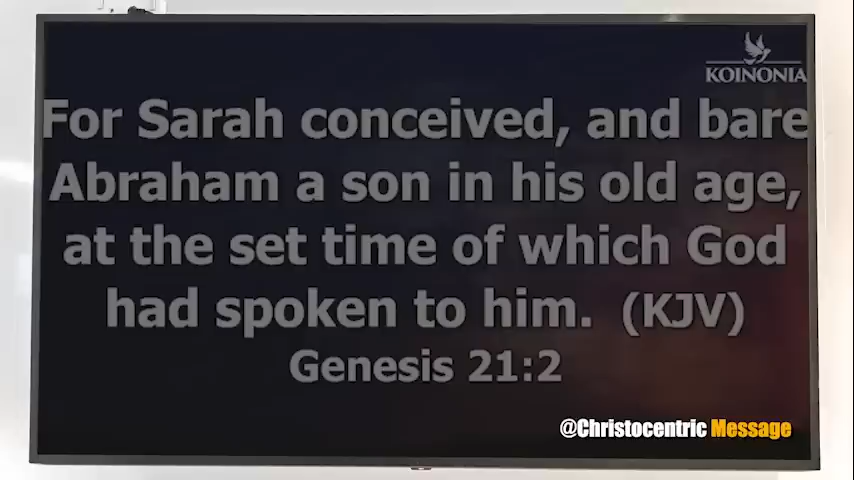 KOINONIA
For Sarah conceived, and bare
Abraham a son in his old age,
at the set time of which God
had spoken to him. (KJV)
Genesis 21:2
@Christocentric Message